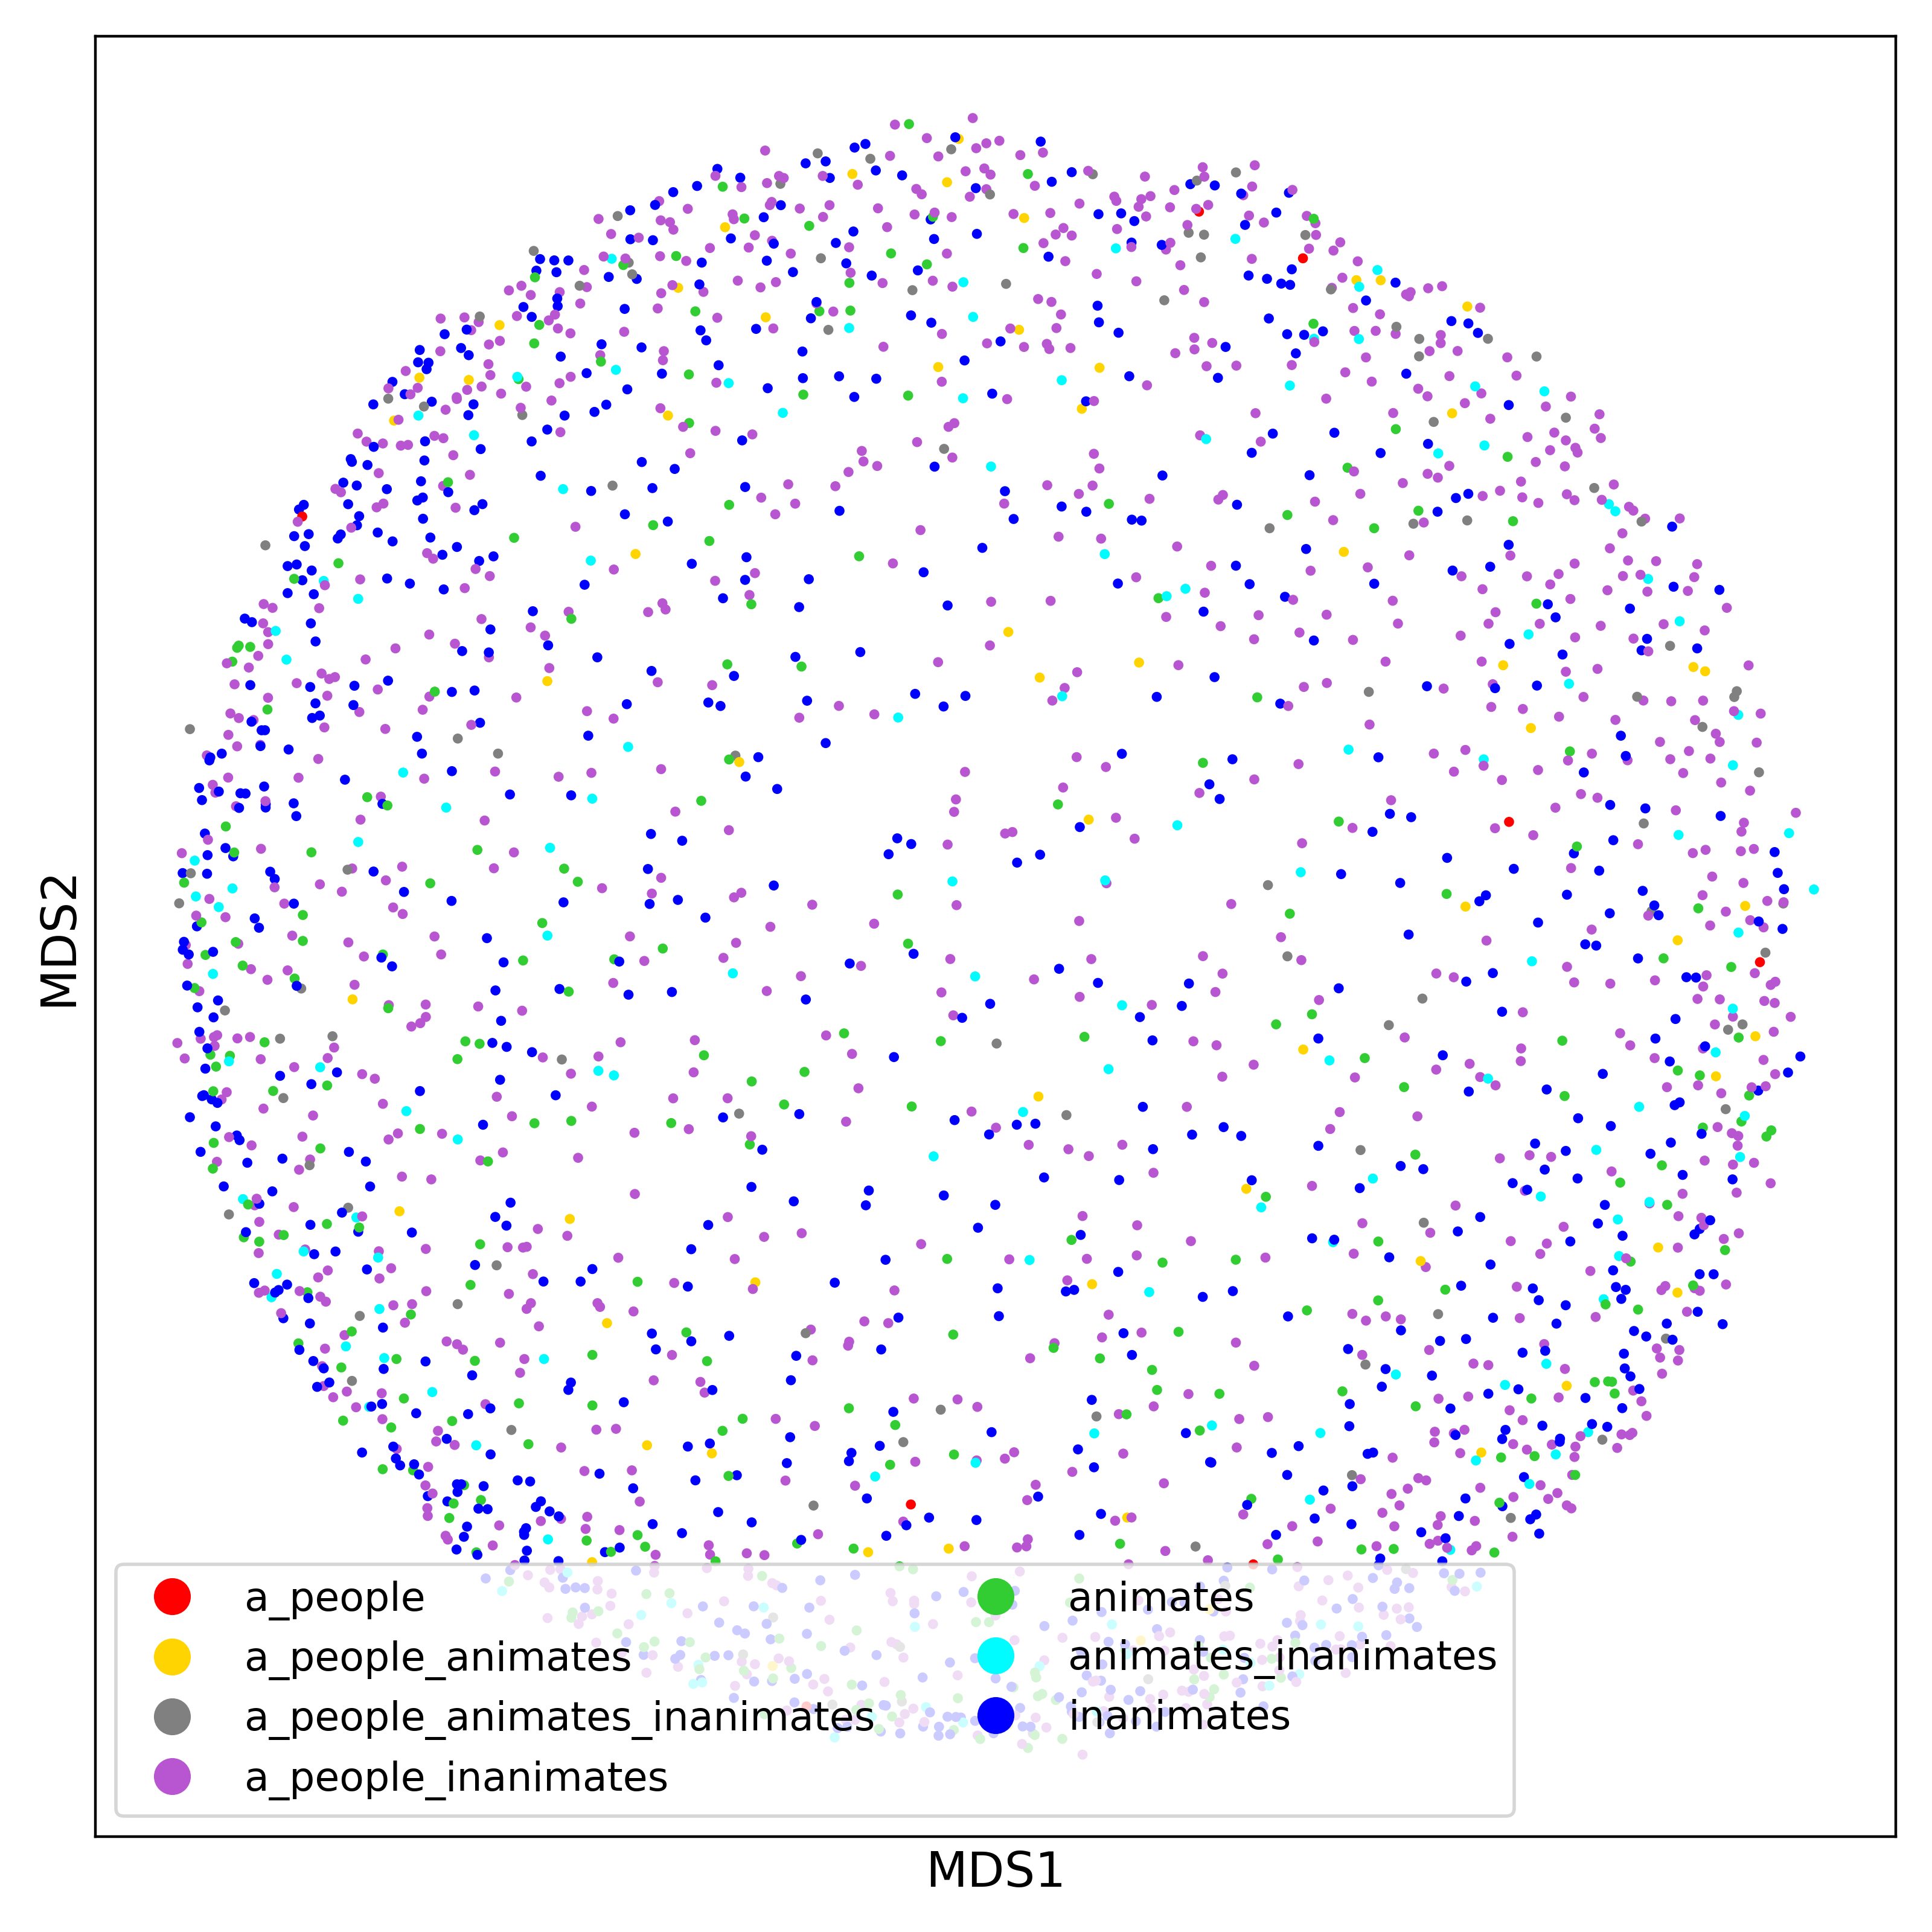 MDS2
a_people
a_people_animates
a_people_animates_inanimates
a_people_inanimates
animates
animates_inanimates
inanimates
MDS1